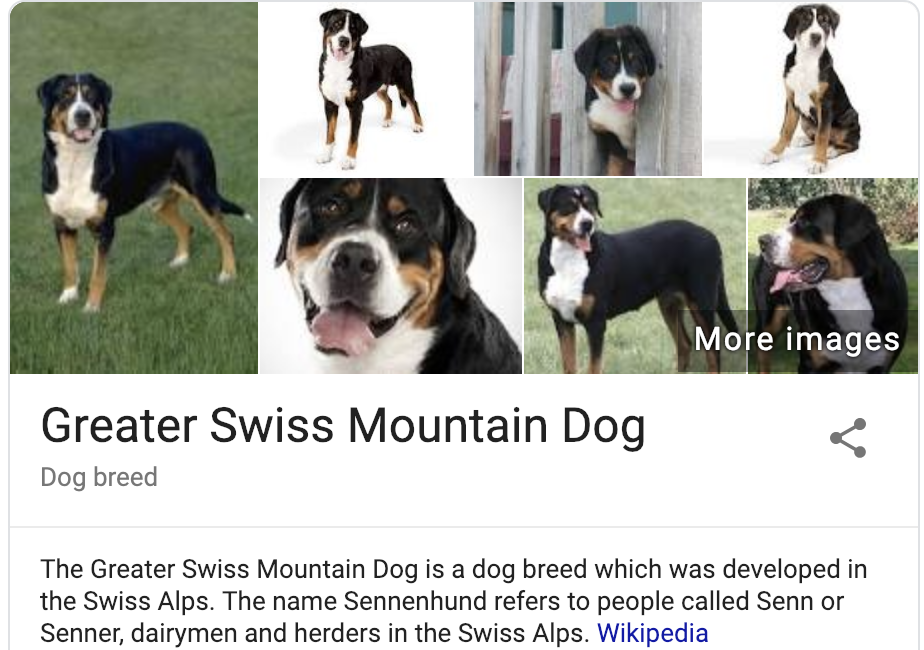 More images
Greater Swiss Mountain Dog
Dog breed
The Greater Swiss Mountain Dog is a dog breed which was developed in
the Swiss Alps. The name Sennenhund refers to people called Senn or
Senner, dairymen and herders in the Swiss Alps. Wikipedia